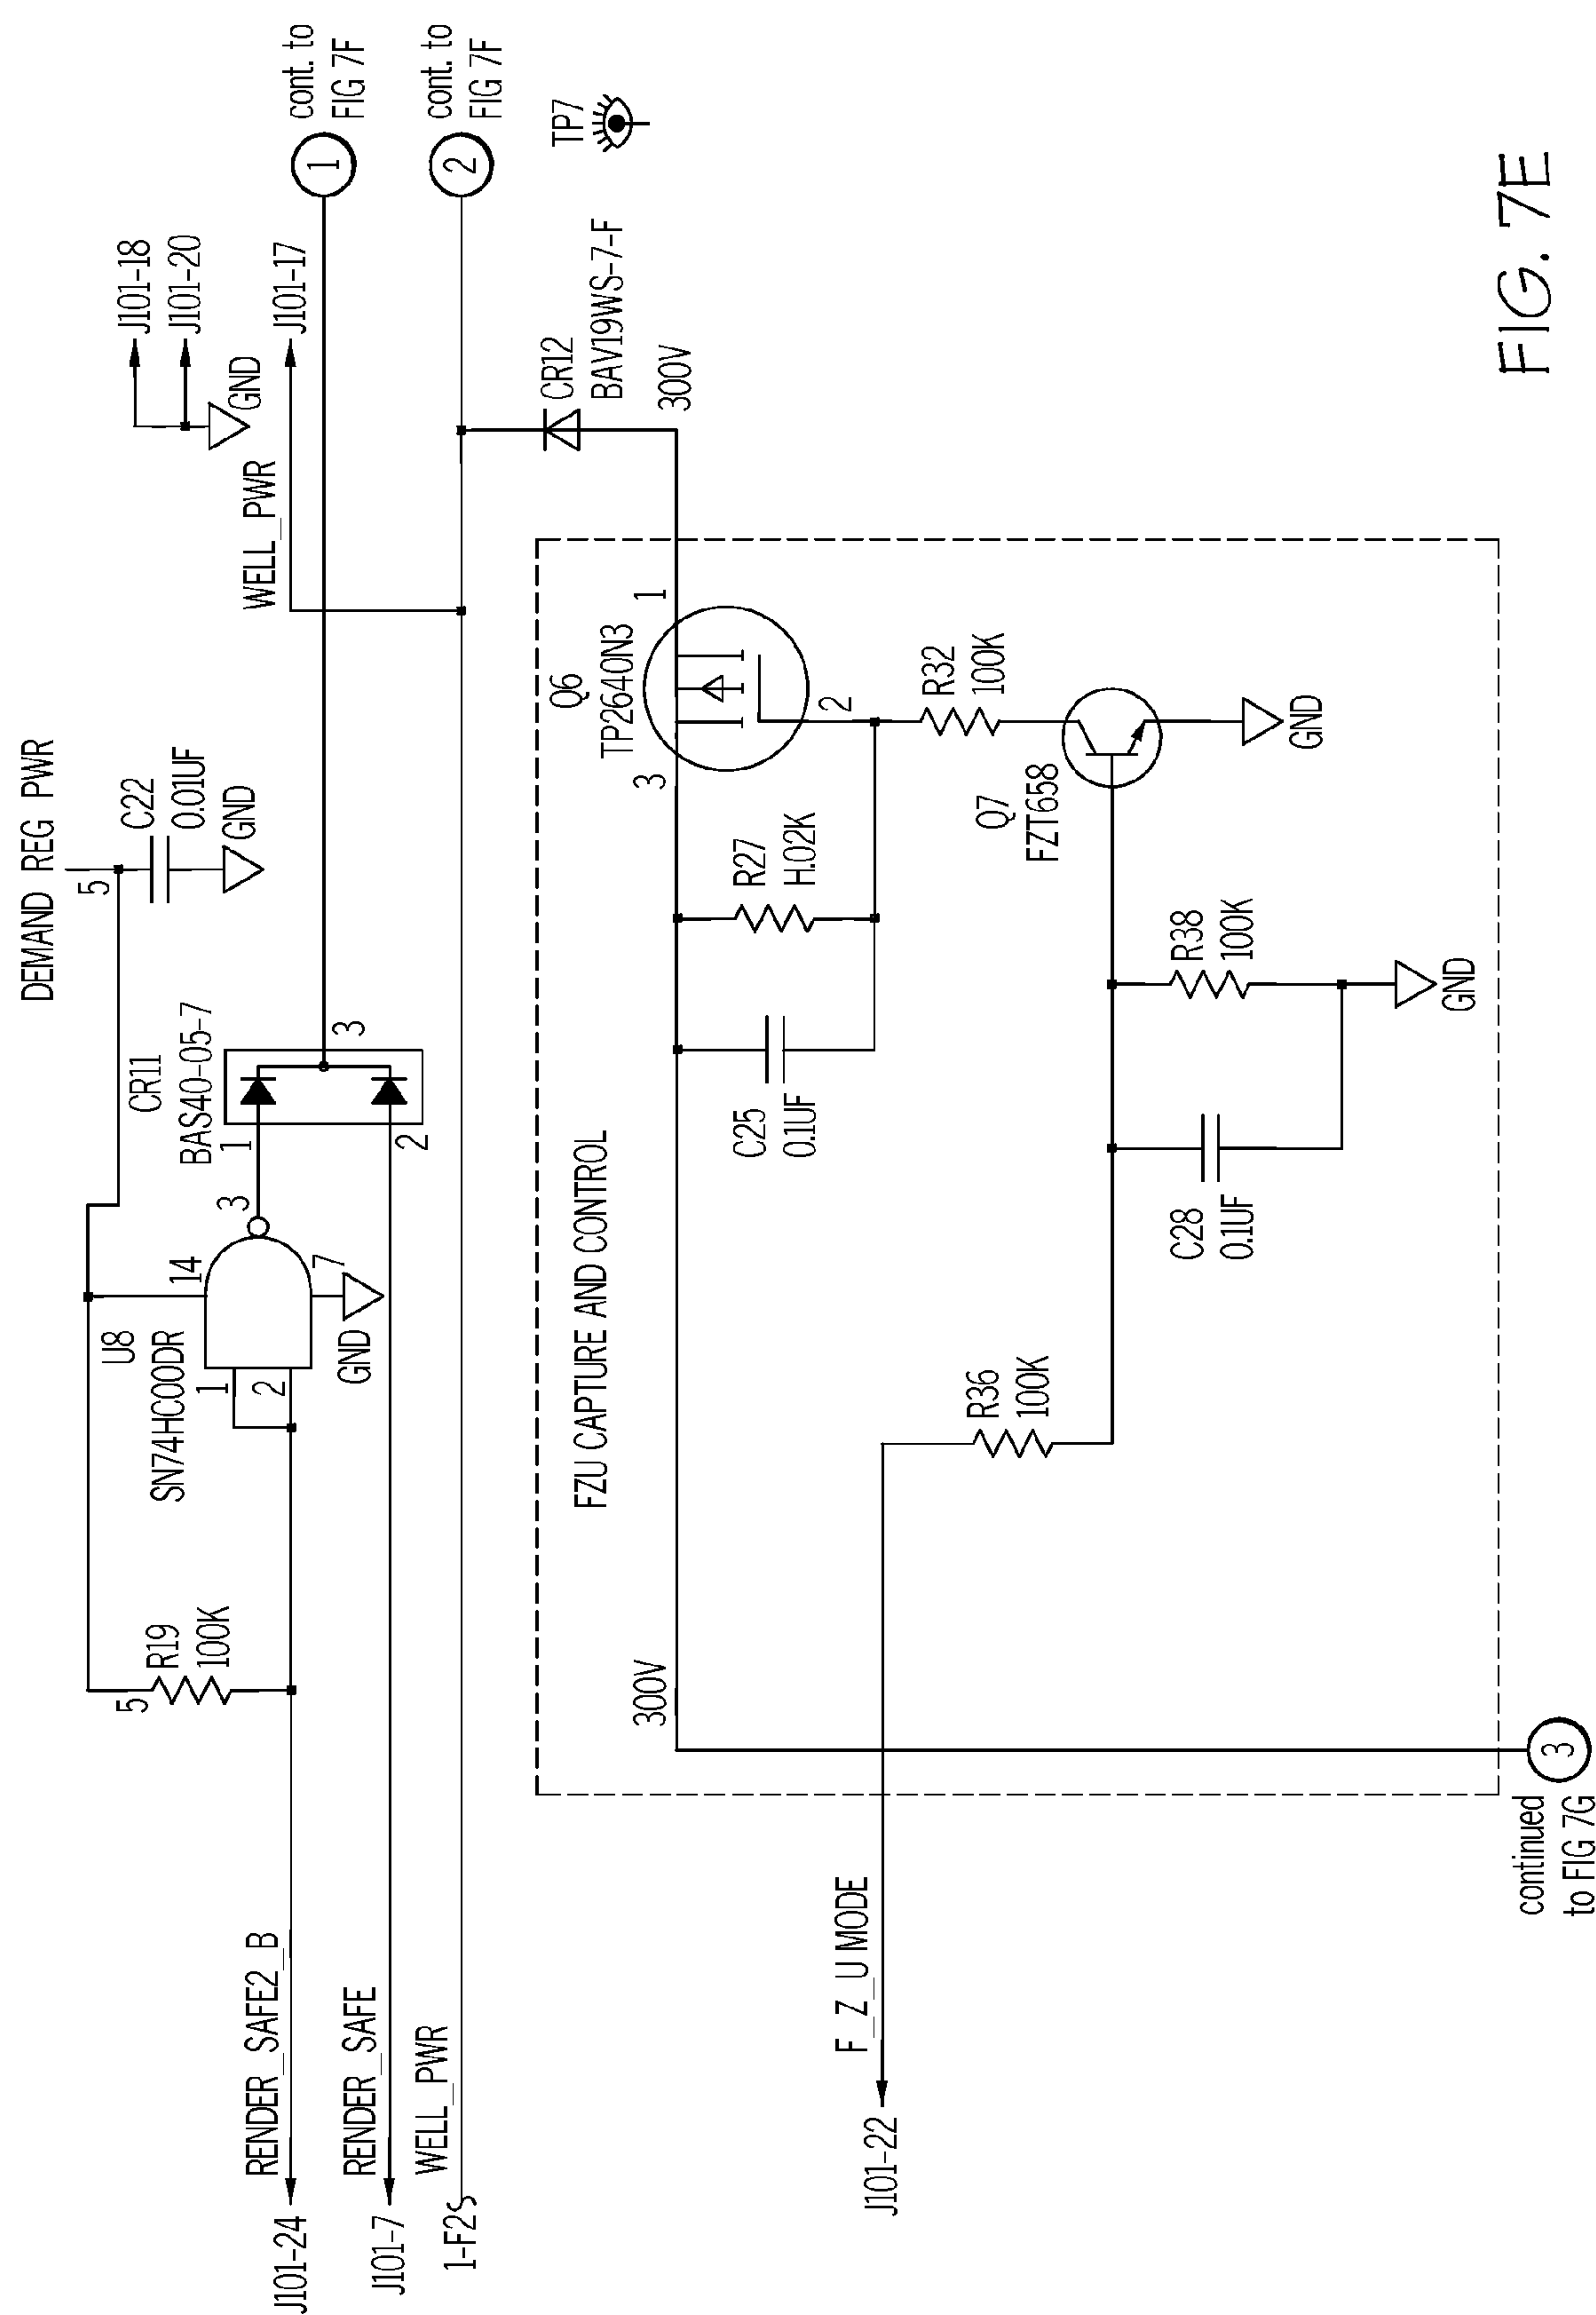 DEMAND REG PWR
5
C22
0.01UF
GND
J101-18
J101-20
GND
WELL_PWR
J101-17
1
cont. to
FIG 7F
2
cont. to
FIG 7F
TP7
R19
100K
5
U8
SN74HC00DR
14
1
2
3
7
GND
CR11
BAS40-05-7
1
2
3
RENDER_SAFE2_B
J101-24
RENDER_SAFE
J101-7
WELL_PWR
1-F2S
CR12
BAV19WS-7-F
300V
FZU CAPTURE AND CONTROL
300V
Q6
TP2640N3
3
1
2
C25
0.1UF
R27
H.02K
R32
100K
Q7
FZT658
GND
F_Z_U MODE
J101-22
R36
100K
C28
0.1UF
R38
100K
GND
3
continued
to FIG 7G
FIG. 7E